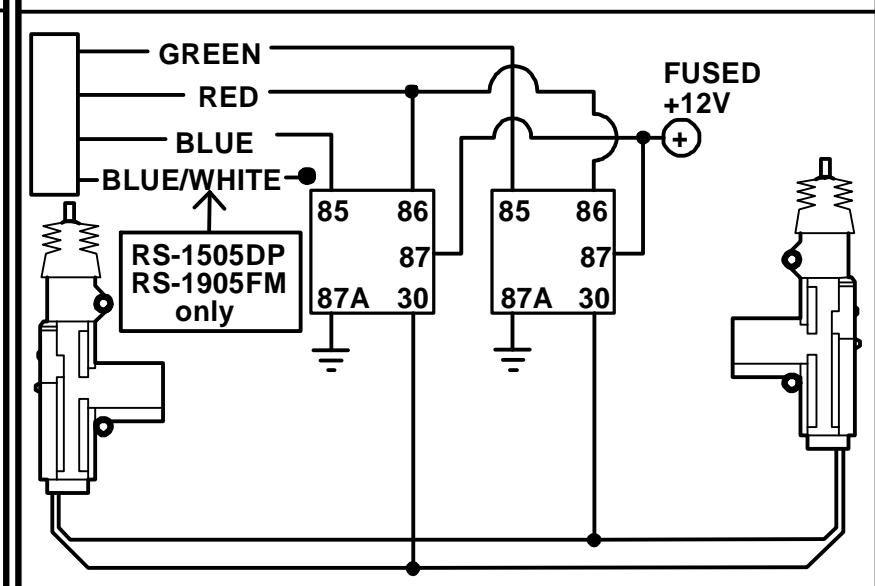 GREEN
RED
BLUE
BLUE/WHITE
FUSED
+12V
+
RS-1505DP
RS-1905FM
only
85 86
87
87A 30
85 86
87
87A 30